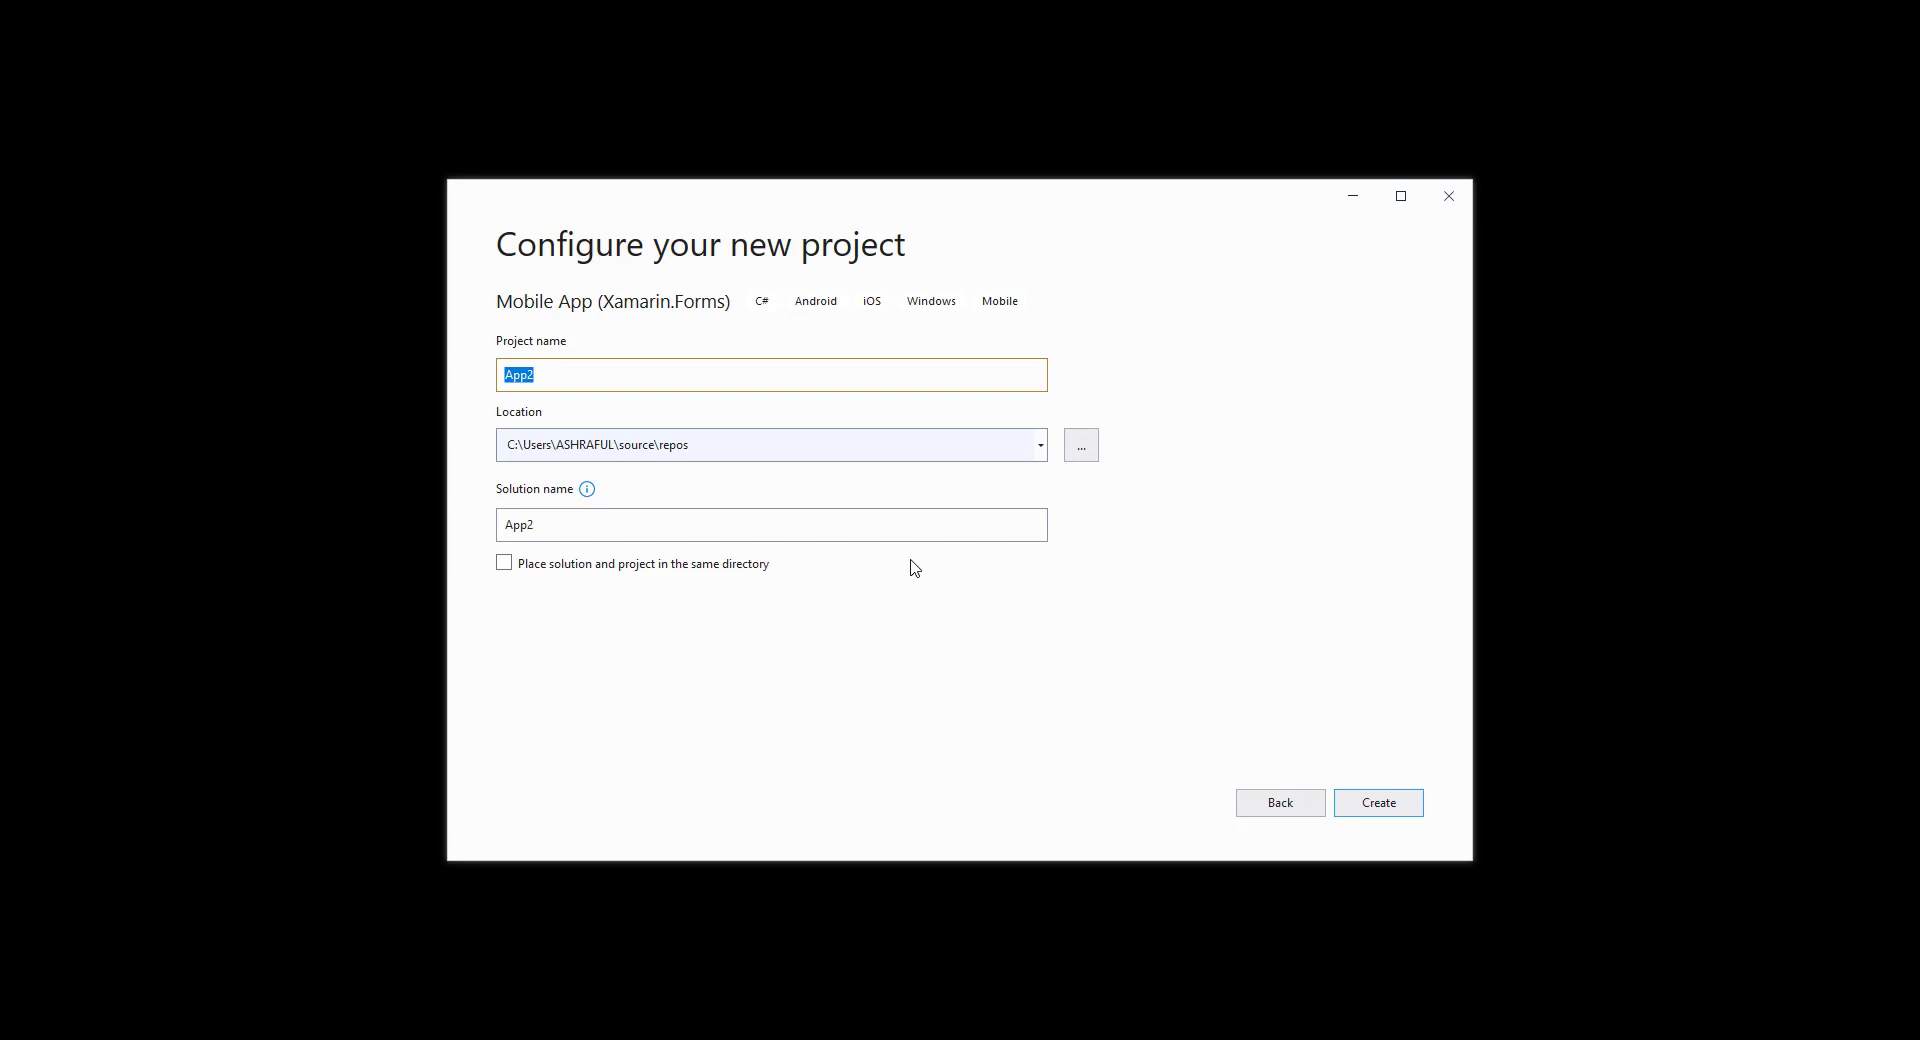 Configure your new project
Mobile App (Xamarin.Forms) C# Android iOS Windows Mobile
Project name
App2
Location
C:\Users\ASHRAFUL\source\repos
...
Solution name
App2
Place solution and project in the same directory
Back Create